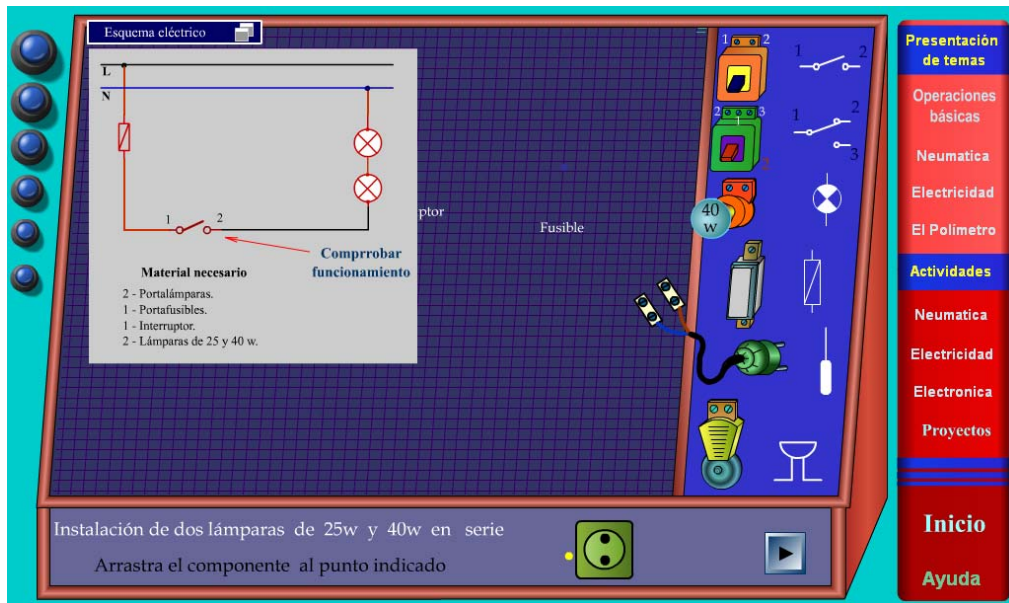 Esquema eléctrico
L
N
1 2
Comprrobar
funcionamiento
Material necesario
2 - Portalámparas.
1 - Portafusibles.
1 - Interruptor.
2 - Lámparas de 25 y 40 w.
ptor
Fusible
1 2
1 2
2 3
1
2
1 2
3
40
w
Instalación de dos lámparas de 25w y 40w en serie
Arrastra el componente al punto indicado
Presentación
de temas
Operaciones
básicas
Neumatica
Electricidad
El Polimetro
Actividades
Neumatica
Electricidad
Electronica
Proyectos
Inicio
Ayuda